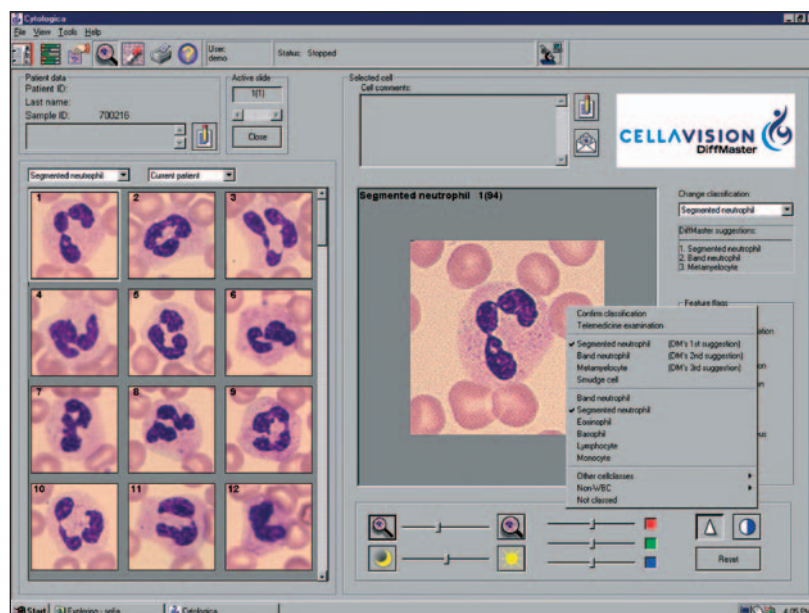 Cytologica
File View Tools Help
User:
demo
Status: Stopped
Patient data
Patient ID:
Last name:
Sample ID: 700216
Active slide
1(1)
Close
Segmented neutrophil
Current patient
1
2
3
4
5
6
7
8
9
10
11
12
Selected cell
Cell comments:
CELLAVISION
DiffMaster
Segmented neutrophil 1(94)
Change classification:
Segmented neutrophil
DiffMaster suggestions:
1. Segmented neutrophil
2. Band neutrophil
3. Metamyelocyte
Feature flags
Confirm classification
Telemedicine examination
Segmented neutrophil (DM's 1st suggestion)
Band neutrophil (DM's 2nd suggestion)
Metamyelocyte (DM's 3rd suggestion)
Smudge cell
Band neutrophil
Segmented neutrophil
Eosinophil
Basophil
Lymphocyte
Monocyte
Other cellclasses
Non-WBC
Not classed
Reset
Start
Exploring - sofia
Cytologica